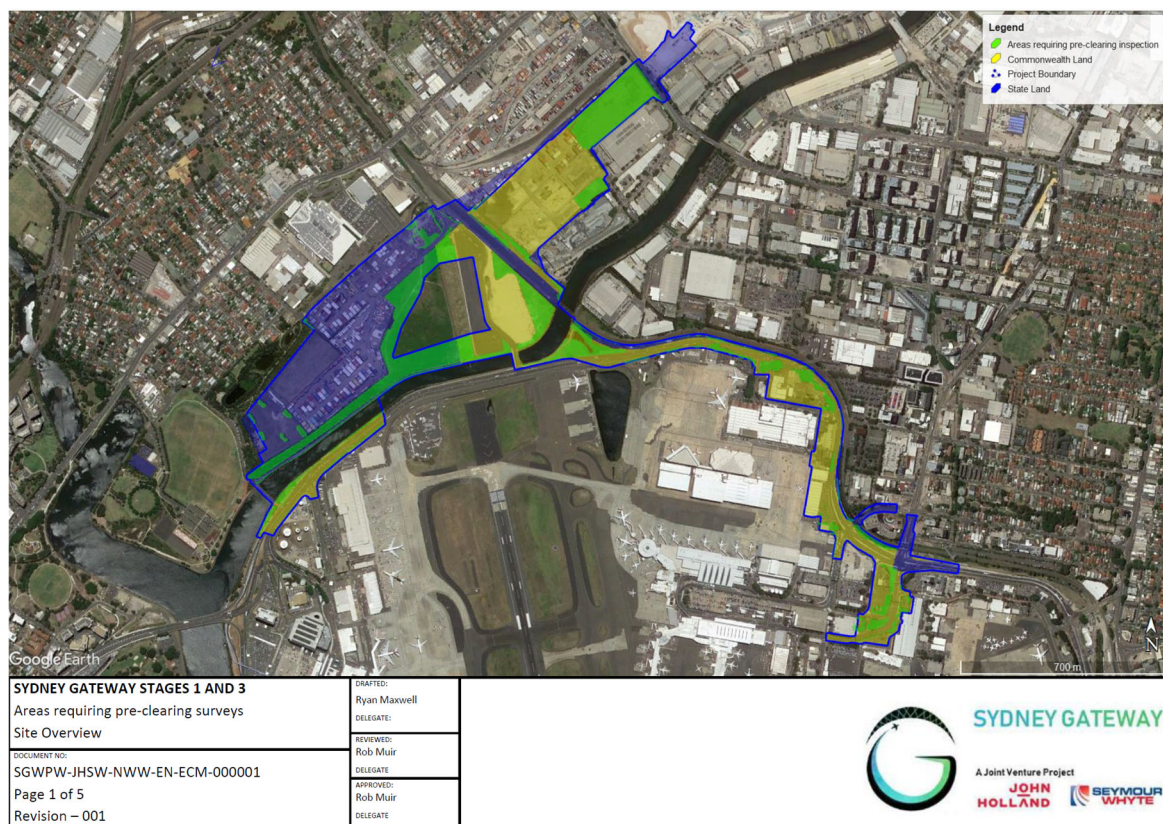 Legend
Areas requiring pre-clearing inspection
Commonwealth Land
Project Boundary
State Land
Google Earth
700 m
N
SYDNEY GATEWAY STAGES 1 AND 3
Areas requiring pre-clearing surveys
Site Overview
DOCUMENT NO:
SGWPW-JHSW-NWW-EN-ECM-000001
Page 1 of 5
Revision – 001
DRAFTED:
Ryan Maxwell
DELEGATE:
REVIEWED:
Rob Muir
DELEGATE
APPROVED:
Rob Muir
DELEGATE
SYDNEY GATEWAY
A Joint Venture Project
JOHN
HOLLAND
SEYMOUR
WHYTE